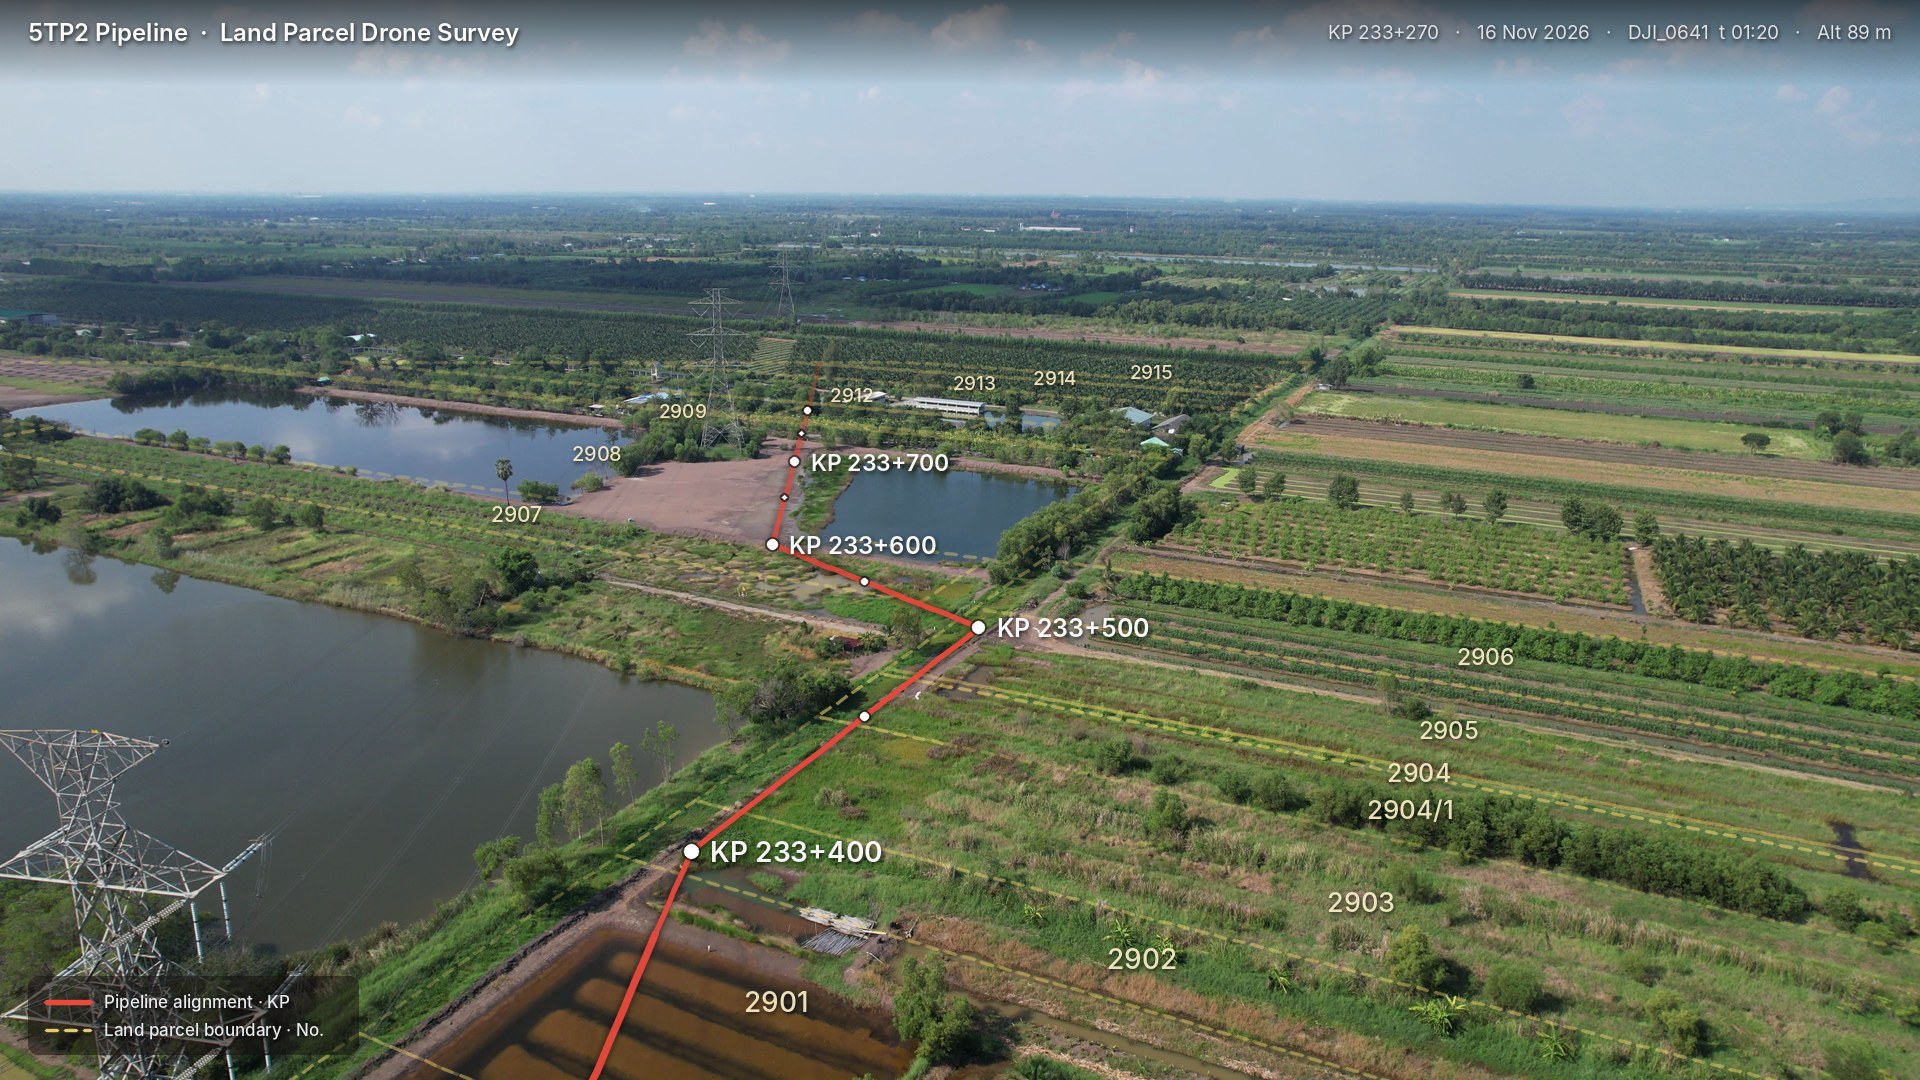 5TP2 Pipeline · Land Parcel Drone Survey
KP 233+270 · 16 Nov 2026 · DJI_0641 t 01:20 · Alt 89 m
2915
2914
2913
2912
2909
2908
KP 233+700
2907
KP 233+600
KP 233+500
2906
2905
2904
2904/1
KP 233+400
2903
2902
2901
Pipeline alignment · KP
Land parcel boundary · No.